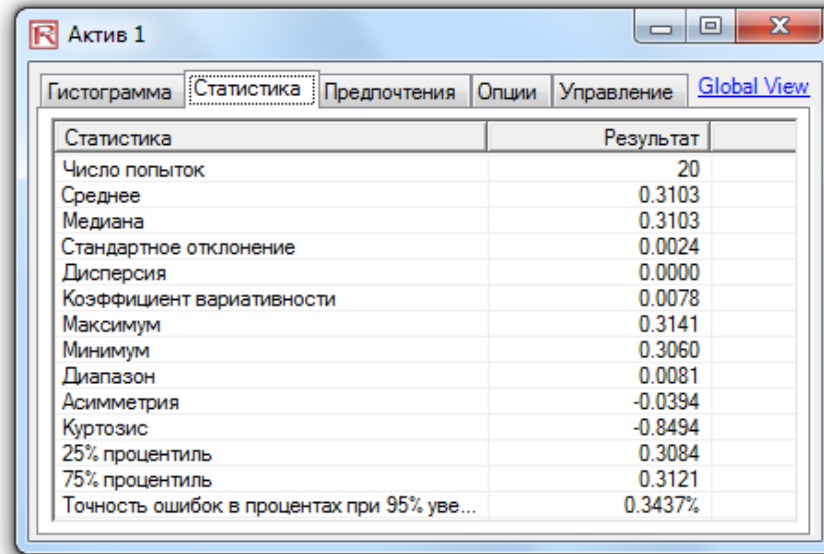 Актив 1
Гистограмма Статистика Предпочтения Опции Управление Global View
Статистика Результат
Число попыток 20
Среднее 0.3103
Медиана 0.3103
Стандартное отклонение 0.0024
Дисперсия 0.0000
Коэффициент вариативности 0.0078
Максимум 0.3141
Минимум 0.3060
Диапазон 0.0081
Асимметрия -0.0394
Куртозис -0.8494
25% процентиль 0.3084
75% процентиль 0.3121
Точность ошибок в процентах при 95% уве... 0.3437%